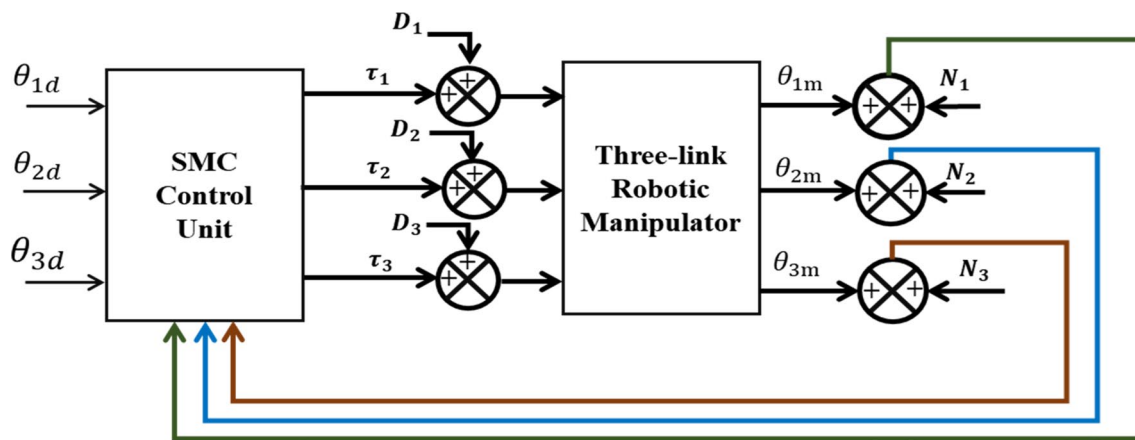 D₁
θ₁d
τ₁
+
+
θ₁ₘ
+
+
N₁
D₂
θ₂d
SMC
Control
Unit
τ₂
+
+
Three-link
Robotic
Manipulator
θ₂ₘ
+
+
N₂
D₃
θ₃d
τ₃
+
+
θ₃ₘ
+
+
N₃